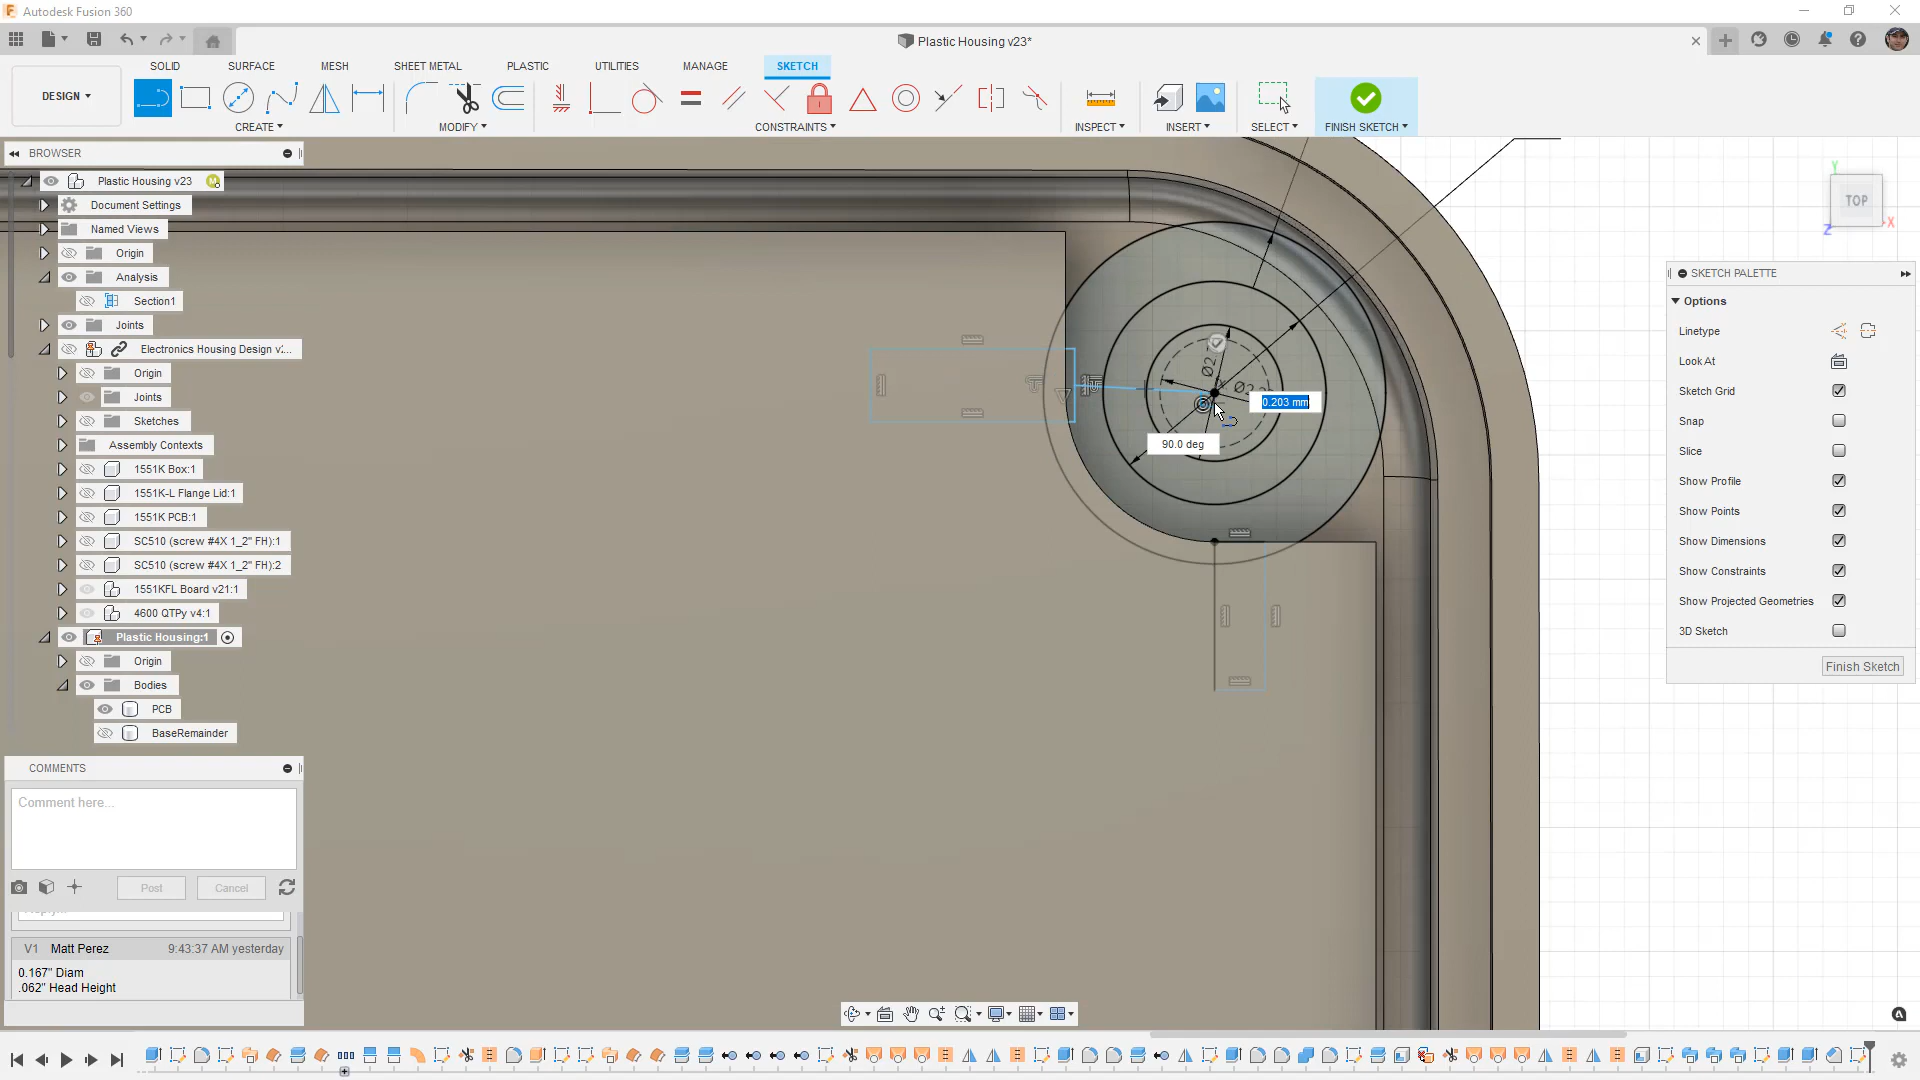 Autodesk Fusion 360
Plastic Housing v23*
DESIGN
SOLID
SURFACE
MESH
SHEET METAL
PLASTIC
UTILITIES
MANAGE
SKETCH
CREATE
MODIFY
CONSTRAINTS
INSPECT
INSERT
SELECT
FINISH SKETCH
BROWSER
Plastic Housing v23
Document Settings
Named Views
Origin
Analysis
Section1
Joints
Electronics Housing Design v2...
Origin
Joints
Sketches
Assembly Contexts
1551K Box:1
1551K-L Flange Lid:1
1551K PCB:1
SC510 (screw #4X 1_2" FH):1
SC510 (screw #4X 1_2" FH):2
1551KFL Board v21:1
4600 QTPy v4:1
Plastic Housing:1
Origin
Bodies
PCB
BaseRemainder
COMMENTS
Comment here...
Post
Cancel
V1 Matt Perez 9:43:37 AM yesterday
0.167" Diam
.062" Head Height
0.203 mm
90.0 deg
TOP
Y
X
Z
SKETCH PALETTE
Options
Linetype
Look At
Sketch Grid
Snap
Slice
Show Profile
Show Points
Show Dimensions
Show Constraints
Show Projected Geometries
3D Sketch
Finish Sketch